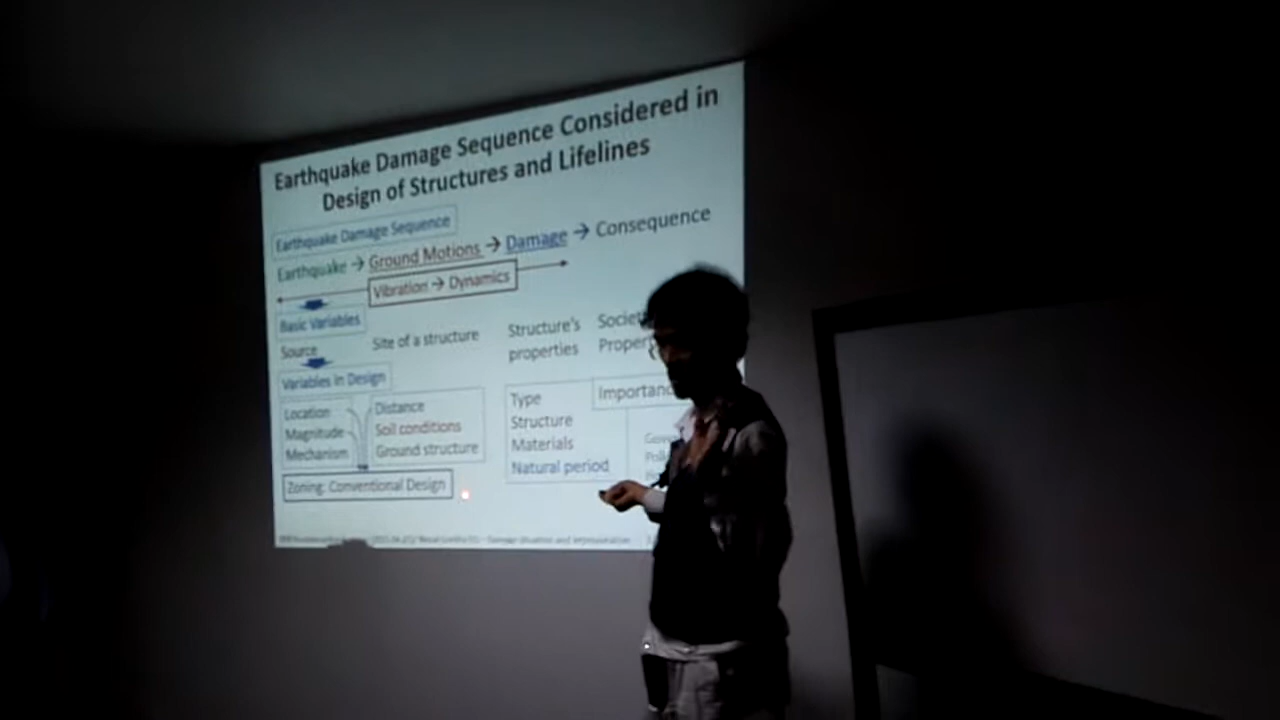 Earthquake Damage Sequence Considered in
Design of Structures and Lifelines
Earthquake Damage Sequence
Earthquake → Ground Motions → Damage → Consequence
Vibration → Dynamics
Basic Variables
Source
Site of a structure
Structure's
properties
Variables in Design
Location
Magnitude
Mechanism
Distance
Soil conditions
Ground structure
Type
Structure
Materials
Natural period
Zoning: Conventional Design